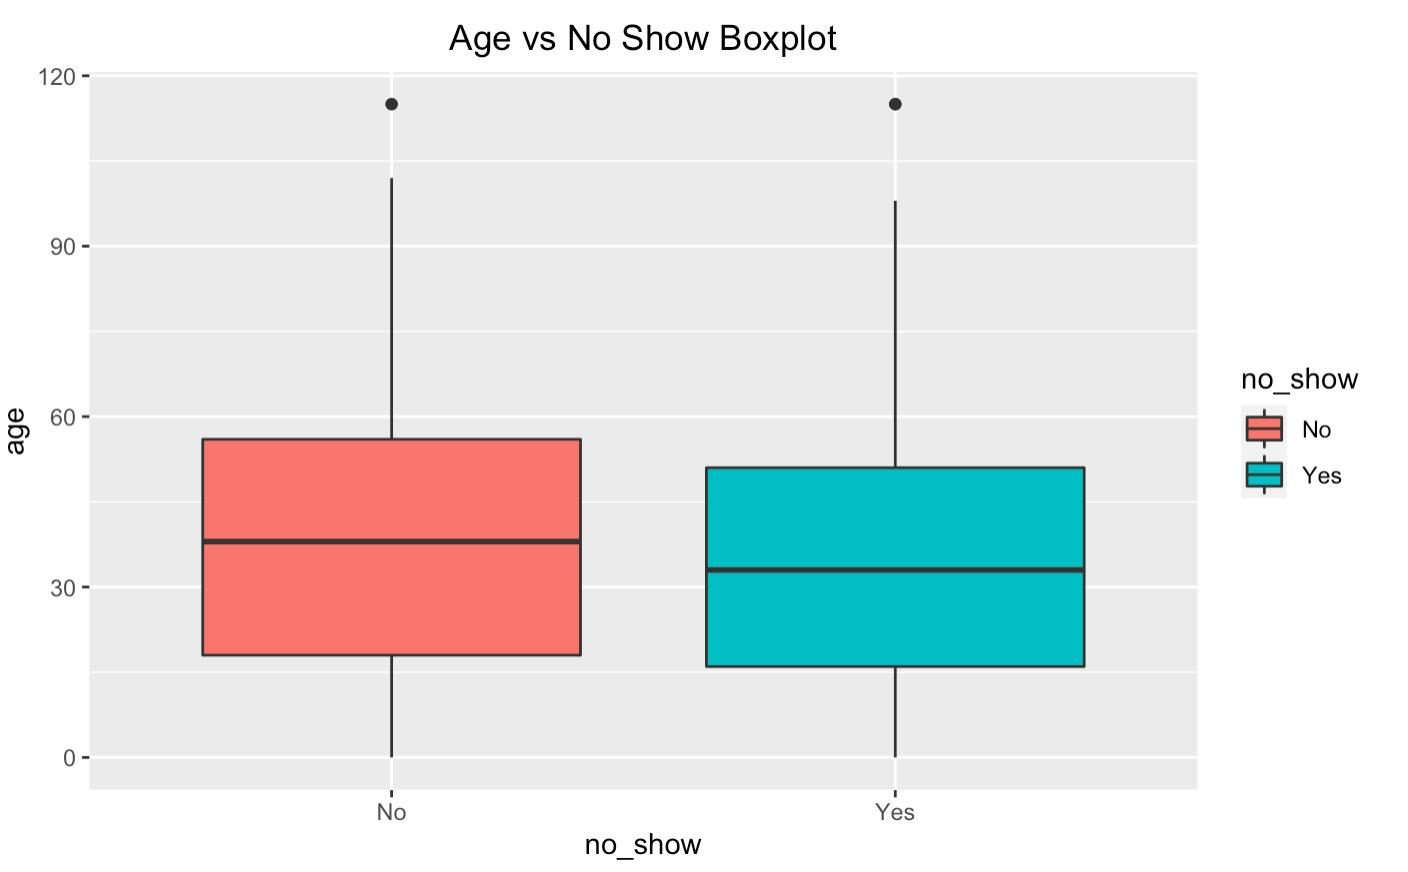 Age vs No Show Boxplot
120
90
60
30
0
age
No Yes
no_show
no_show
No
Yes